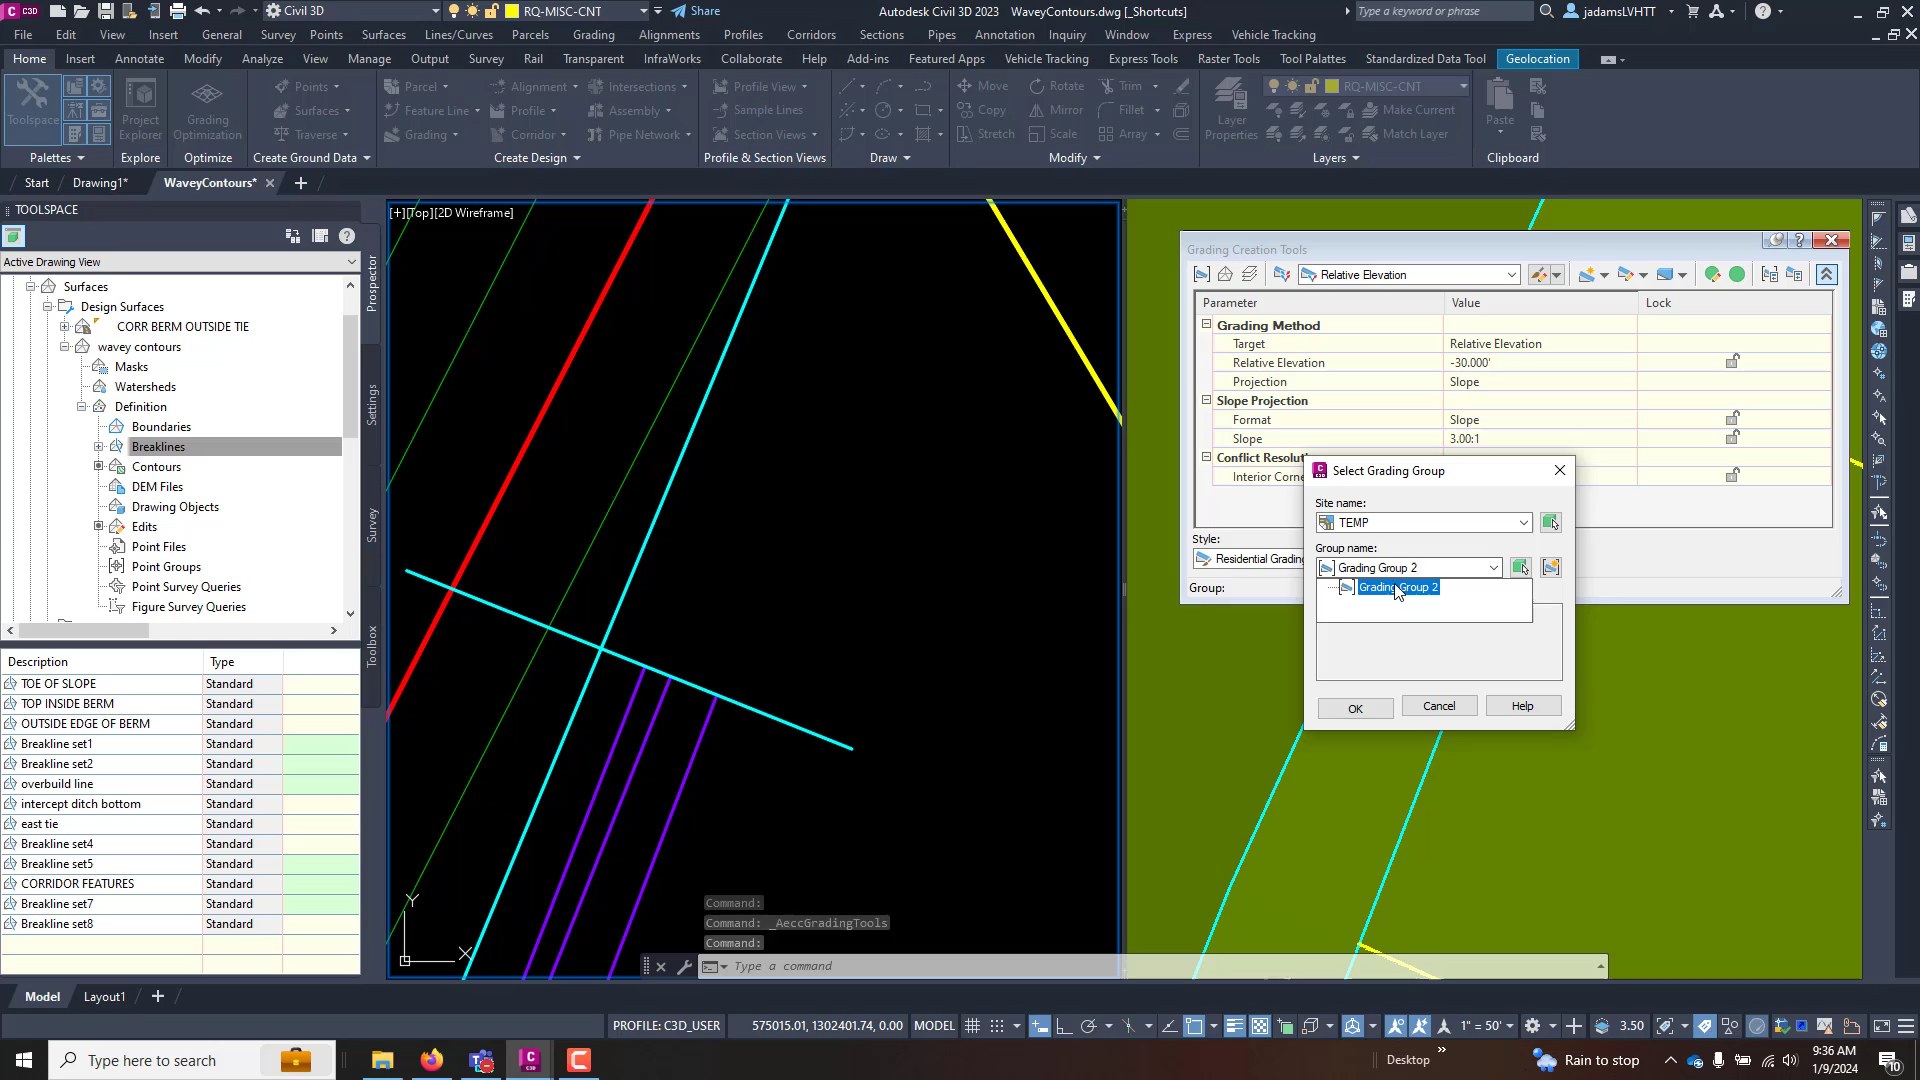 C3D
Civil 3D
RQ-MISC-CNT
Share
Autodesk Civil 3D 2023
WaveyContours.dwg [_Shortcuts]
Type a keyword or phrase
jadamsLVHTT
File Edit View Insert General Survey Points Surfaces Lines/Curves Parcels Grading Alignments Profiles Corridors Sections Pipes Annotation Inquiry Window Express Vehicle Tracking
Home Insert Annotate Modify Analyze View Manage Output Survey Rail Transparent InfraWorks Collaborate Help Add-ins Featured Apps Vehicle Tracking Express Tools Raster Tools Tool Palettes Standardized Data Tool Geolocation
Points Parcel Alignment Intersections Profile View Move Rotate Trim RQ-MISC-CNT
Surfaces Feature Line Profile Assembly Sample Lines Copy Mirror Fillet Make Current
Toolspace Project Explorer Grading Optimization Traverse Grading Corridor Pipe Network Section Views Stretch Scale Array Layer Properties Match Layer Paste
Palettes Explore Optimize Create Ground Data Create Design Profile & Section Views Draw Modify Layers Clipboard
Start Drawing1* WaveyContours*
TOOLSPACE
Active Drawing View
Surfaces
Design Surfaces
CORR BERM OUTSIDE TIE
wavey contours
Masks
Watersheds
Definition
Boundaries
Breaklines
Contours
DEM Files
Drawing Objects
Edits
Point Files
Point Groups
Point Survey Queries
Figure Survey Queries
Prospector
Settings
Survey
Toolbox
Description Type
TOE OF SLOPE Standard
TOP INSIDE BERM Standard
OUTSIDE EDGE OF BERM Standard
Breakline set1 Standard
Breakline set2 Standard
overbuild line Standard
intercept ditch bottom Standard
east tie Standard
Breakline set4 Standard
Breakline set5 Standard
CORRIDOR FEATURES Standard
Breakline set7 Standard
Breakline set8 Standard
[+][Top][2D Wireframe]
Y
X
Command:
Command: _AeccGradingTools
Command:
Type a command
Grading Creation Tools
Relative Elevation
Parameter Value Lock
Grading Method
Target Relative Elevation
Relative Elevation -30.000'
Projection Slope
Slope Projection
Format Slope
Slope 3.00:1
Conflict Resoluti
Interior Corne
Style:
Residential Grading
Group:
Select Grading Group
Site name:
TEMP
Group name:
Grading Group 2
Grading Group 2
OK Cancel Help
Model Layout1
PROFILE: C3D_USER 575015.01, 1302401.74, 0.00 MODEL 1" = 50' 3.50
Type here to search
Desktop
Rain to stop
9:36 AM
1/9/2024
10